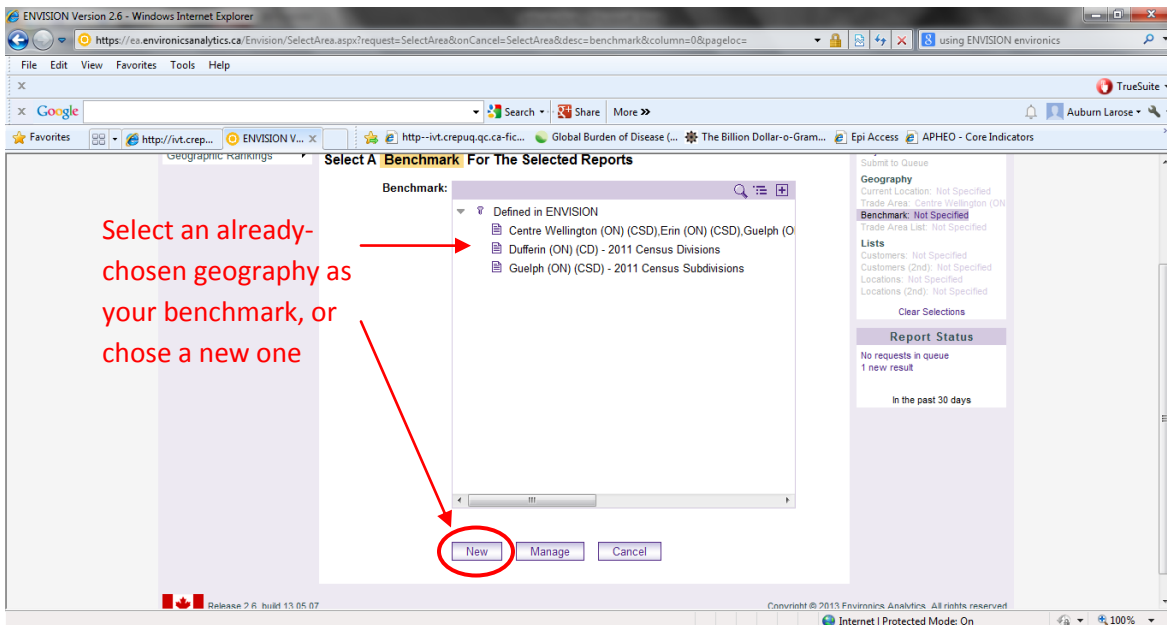 ENVISION Version 2.6 - Windows Internet Explorer
https://ea.environicsanalytics.ca/Envision/SelectArea.aspx?request=SelectArea&onCancel=SelectArea&desc=benchmark&column=0&pageloc=
using ENVISION environics
File Edit View Favorites Tools Help
x
TrueSuite
x Google
Search
Share
More >>
Auburn Larose
Favorites
http://ivt.crep...
ENVISION V... X
http--ivt.crepuq.qc.ca-fic...
Global Burden of Disease (...
The Billion Dollar-o-Gram...
Epi Access
APHEO - Core Indicators
Geographic Rankings
Select A Benchmark For The Selected Reports
Benchmark:
Defined in ENVISION
Centre Wellington (ON) (CSD),Erin (ON) (CSD),Guelph (O
Dufferin (ON) (CD) - 2011 Census Divisions
Guelph (ON) (CSD) - 2011 Census Subdivisions
Select an already-
chosen geography as
your benchmark, or
chose a new one
New
Manage
Cancel
Submit to Queue
Geography
Current Location: Not Specified
Trade Area: Centre Wellington (ON
Benchmark: Not Specified
Trade Area List: Not Specified
Lists
Customers: Not Specified
Customers (2nd): Not Specified
Locations: Not Specified
Locations (2nd): Not Specified
Clear Selections
Report Status
No requests in queue
1 new result
In the past 30 days
Release 2.6, build 13.05.07
Copyright © 2013 Environics Analytics. All rights reserved
Internet | Protected Mode: On
100%